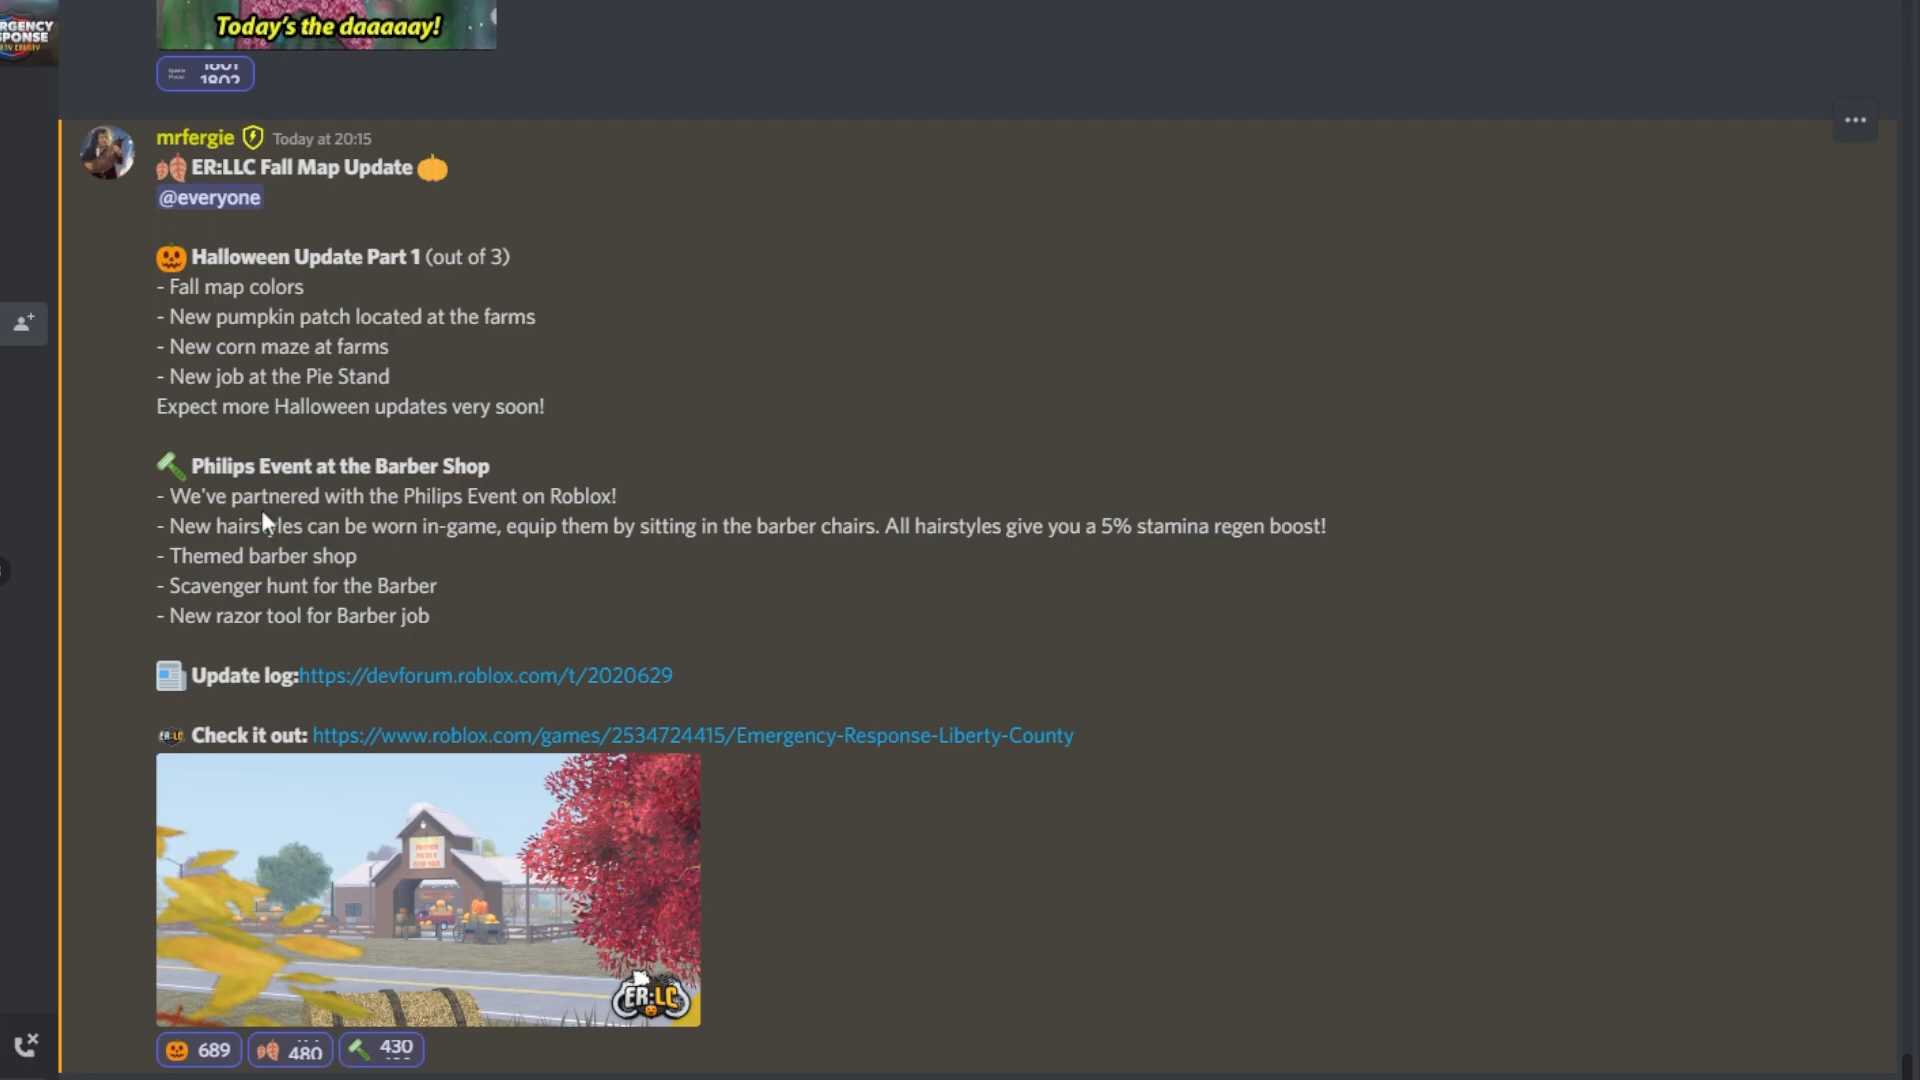 RGENCY
SPONSE
Today's the daaaaay!
1801
1802
mrfergie Today at 20:15
ER:LLC Fall Map Update
@everyone
Halloween Update Part 1 (out of 3)
- Fall map colors
- New pumpkin patch located at the farms
- New corn maze at farms
- New job at the Pie Stand
Expect more Halloween updates very soon!
Philips Event at the Barber Shop
- We've partnered with the Philips Event on Roblox!
- New hairstyles can be worn in-game, equip them by sitting in the barber chairs. All hairstyles give you a 5% stamina regen boost!
- Themed barber shop
- Scavenger hunt for the Barber
- New razor tool for Barber job
Update log:https://devforum.roblox.com/t/2020629
ER:LC Check it out: https://www.roblox.com/games/2534724415/Emergency-Response-Liberty-County
ER:LC
689 480 430